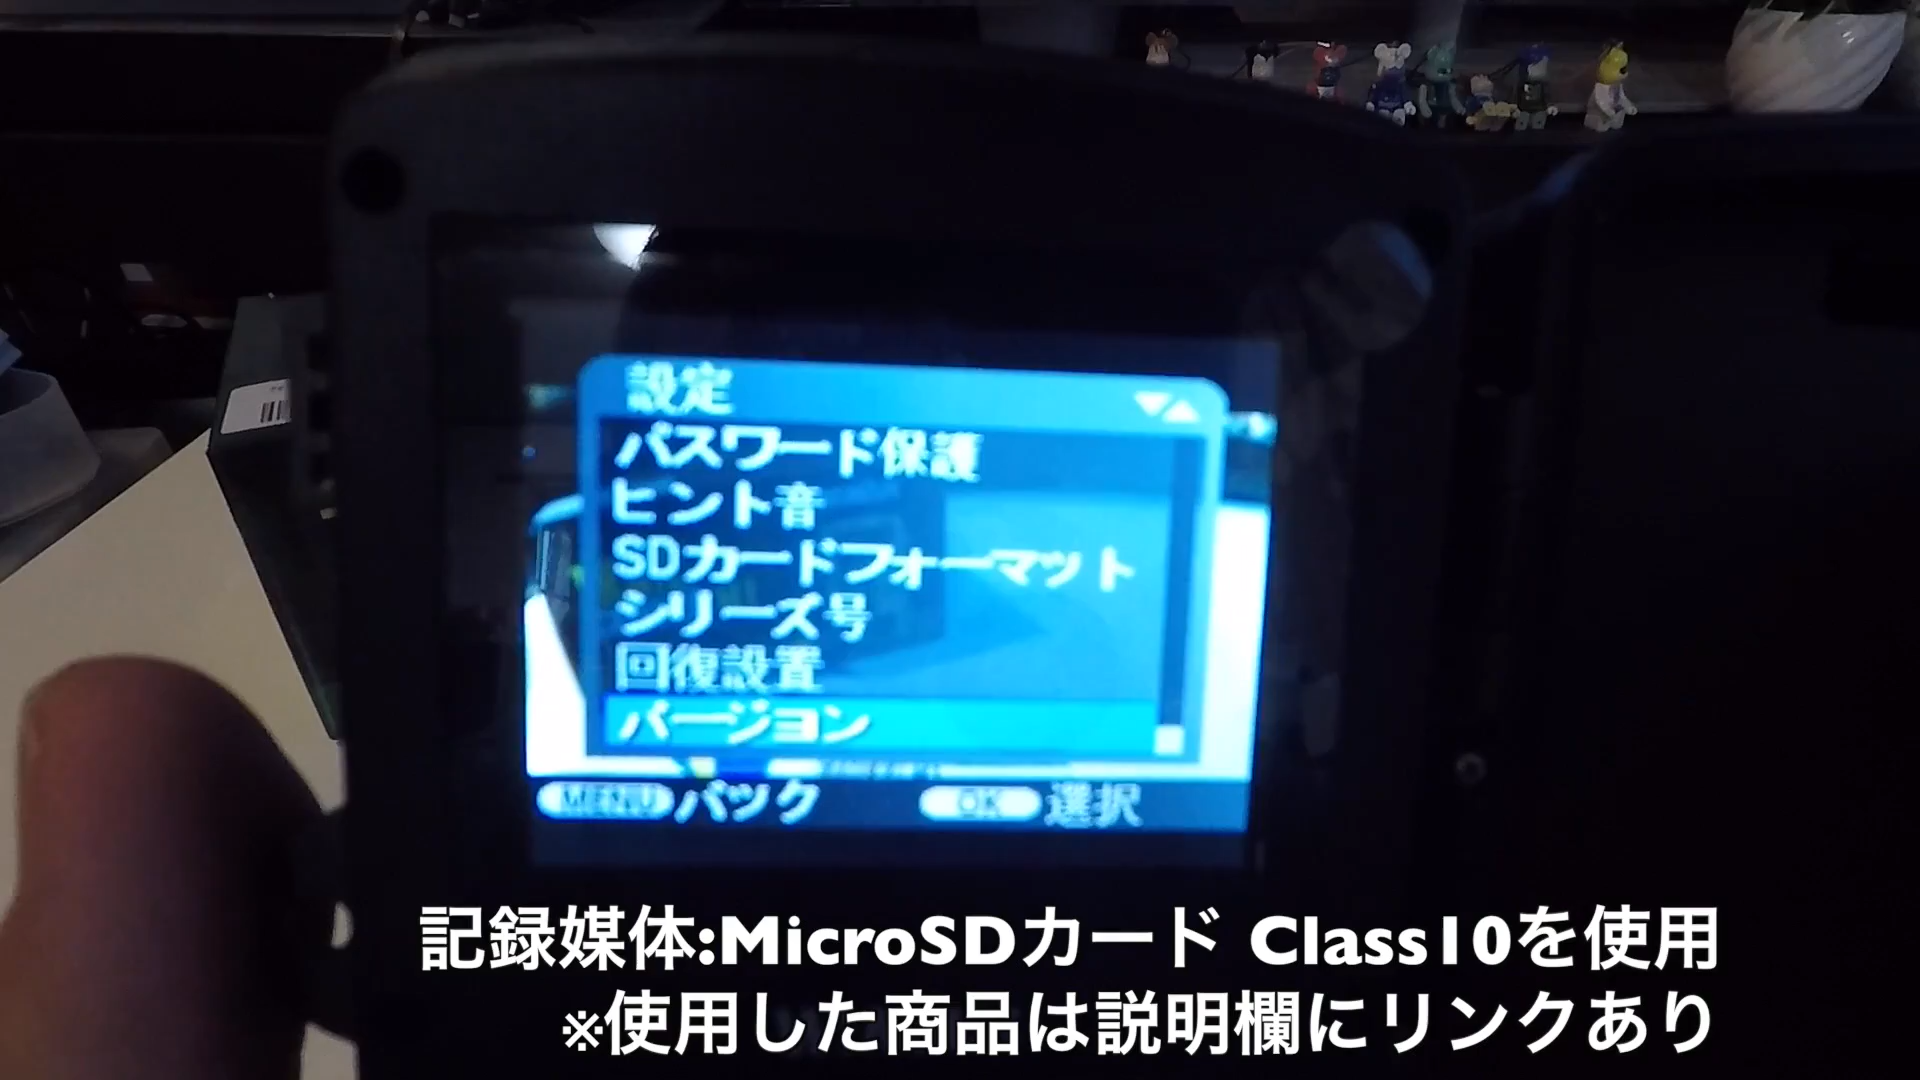 設定
パスワード保護
ヒント音
SDカードフォーマット
シリーズ号
回復設置
バージョン
MENU バック OK 選択
記録媒体:MicroSDカード Class10を使用
※使用した商品は説明欄にリンクあり